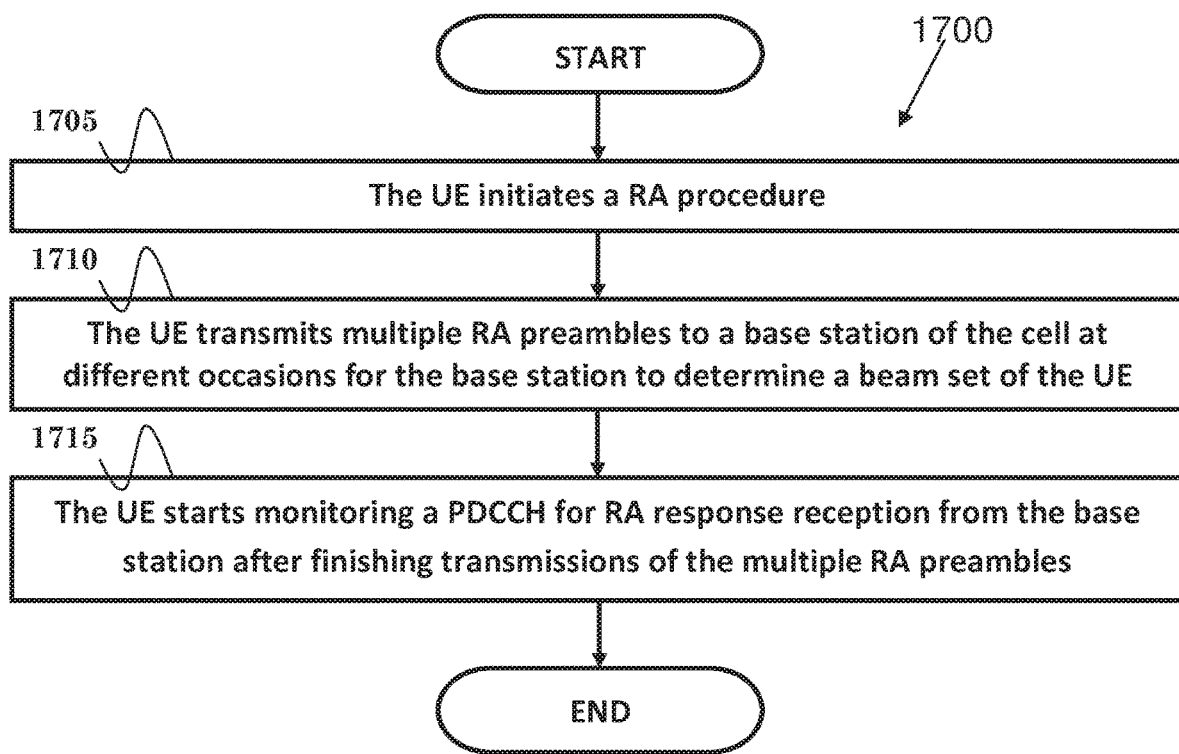 START
1700
1705
The UE initiates a RA procedure
1710
The UE transmits multiple RA preambles to a base station of the cell at
different occasions for the base station to determine a beam set of the UE
1715
The UE starts monitoring a PDCCH for RA response reception from the base
station after finishing transmissions of the multiple RA preambles
END